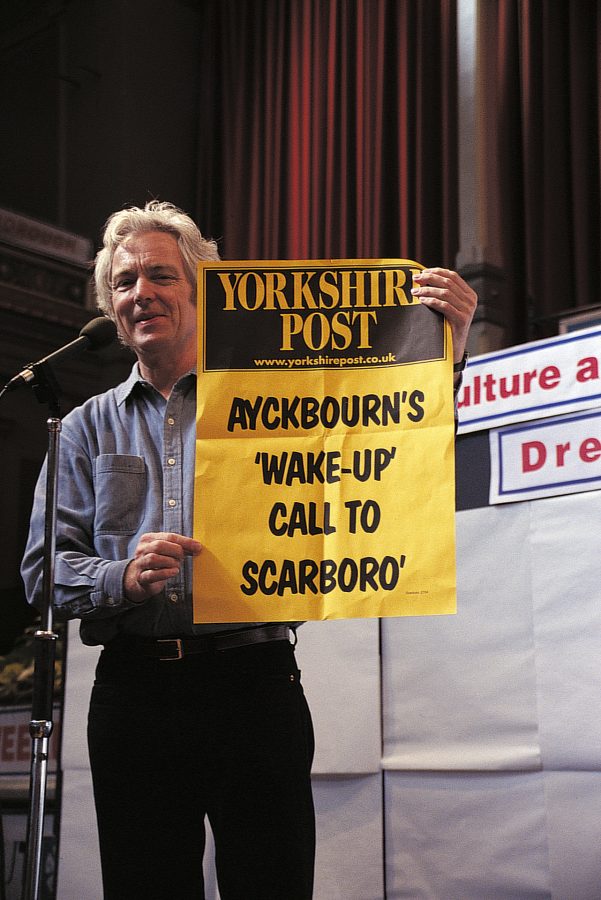 YORKSHIRE
POST
www.yorkshirepost.co.uk
AYCKBOURN'S
'WAKE-UP'
CALL TO
SCARBORO'
ulture a
Dre